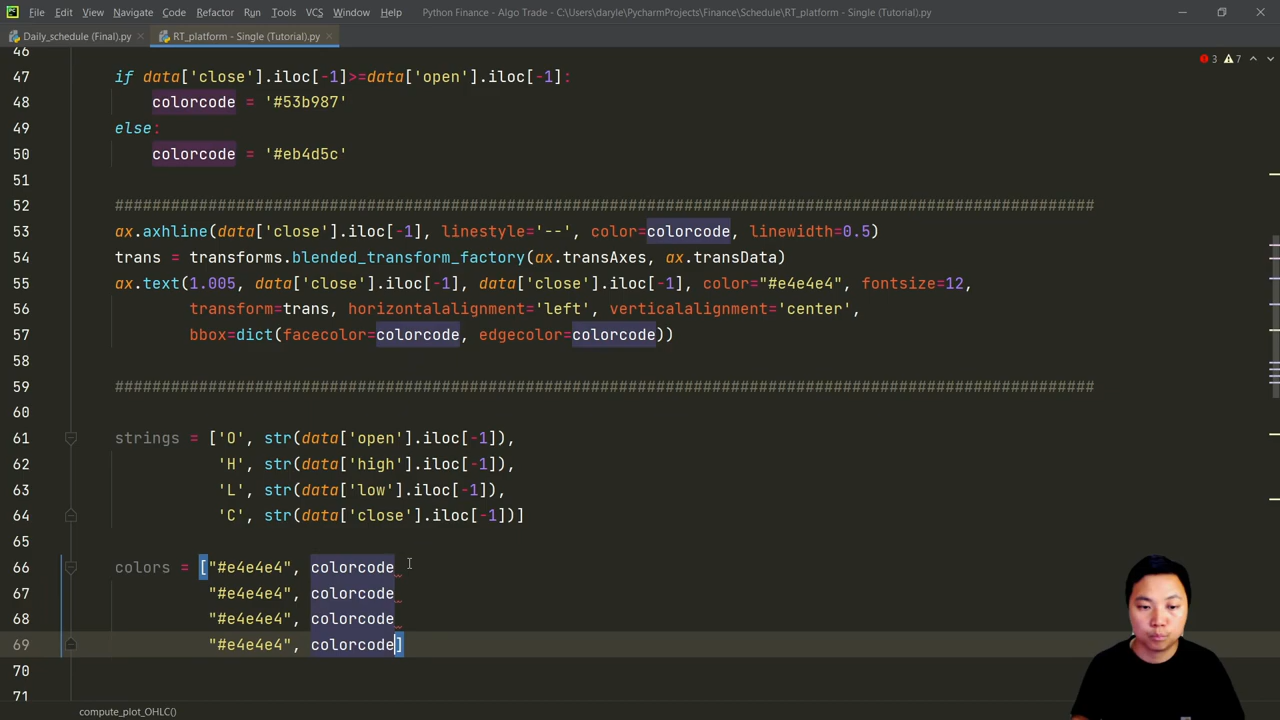 File Edit View Navigate Code Refactor Run Tools VCS Window Help Python Finance - Algo Trade - C:\Users\daryle\PycharmProjects\Finance\Schedule\RT_platform - Single (Tutorial).py
Daily_schedule (Final).py RT_platform - Single (Tutorial).py
46
3 7
47 if data['close'].iloc[-1]>=data['open'].iloc[-1]:
48 colorcode = '#53b987'
49 else:
50 colorcode = '#eb4d5c'
51
52 #########################################################################################################
53 ax.axhline(data['close'].iloc[-1], linestyle='--', color=colorcode, linewidth=0.5)
54 trans = transforms.blended_transform_factory(ax.transAxes, ax.transData)
55 ax.text(1.005, data['close'].iloc[-1], data['close'].iloc[-1], color="#e4e4e4", fontsize=12,
56 transform=trans, horizontalalignment='left', verticalalignment='center',
57 bbox=dict(facecolor=colorcode, edgecolor=colorcode))
58
59 #########################################################################################################
60
61 strings = ['O', str(data['open'].iloc[-1]),
62 'H', str(data['high'].iloc[-1]),
63 'L', str(data['low'].iloc[-1]),
64 'C', str(data['close'].iloc[-1])]
65
66 colors = ["#e4e4e4", colorcode
67 "#e4e4e4", colorcode
68 "#e4e4e4", colorcode
69 "#e4e4e4", colorcode]
70
71
compute_plot_OHLC()